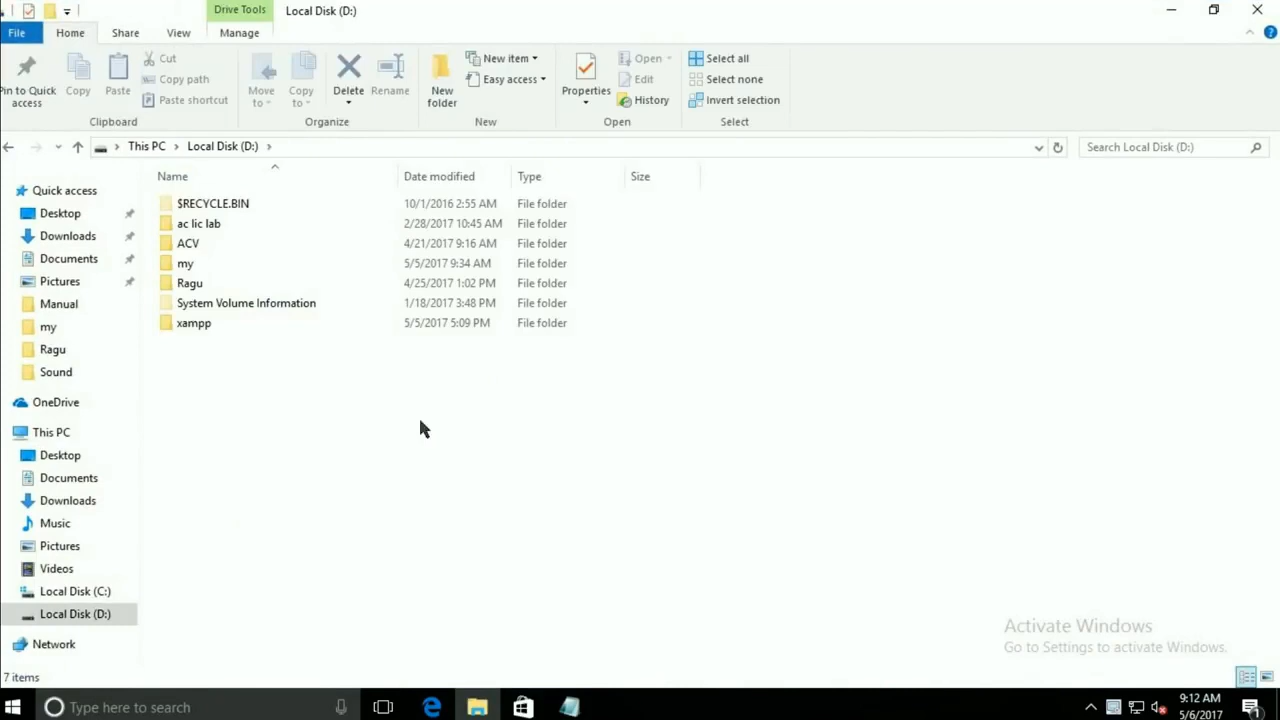 Drive Tools
Local Disk (D:)
File
Home
Share
View
Manage
Pin to Quick access
Copy
Paste
Cut
Copy path
Paste shortcut
Clipboard
Move to
Copy to
Delete
Rename
Organize
New folder
New item
Easy access
New
Properties
Open
Edit
History
Open
Select all
Select none
Invert selection
Select
This PC
Local Disk (D:)
Search Local Disk (D:)
Name
Date modified
Type
Size
$RECYCLE.BIN 10/1/2016 2:55 AM File folder
ac lic lab 2/28/2017 10:45 AM File folder
ACV 4/21/2017 9:16 AM File folder
my 5/5/2017 9:34 AM File folder
Ragu 4/25/2017 1:02 PM File folder
System Volume Information 1/18/2017 3:48 PM File folder
xampp 5/5/2017 5:09 PM File folder
Quick access
Desktop
Downloads
Documents
Pictures
Manual
my
Ragu
Sound
OneDrive
This PC
Desktop
Documents
Downloads
Music
Pictures
Videos
Local Disk (C:)
Local Disk (D:)
Network
Activate Windows
Go to Settings to activate Windows.
7 items
Type here to search
9:12 AM
5/6/2017
1